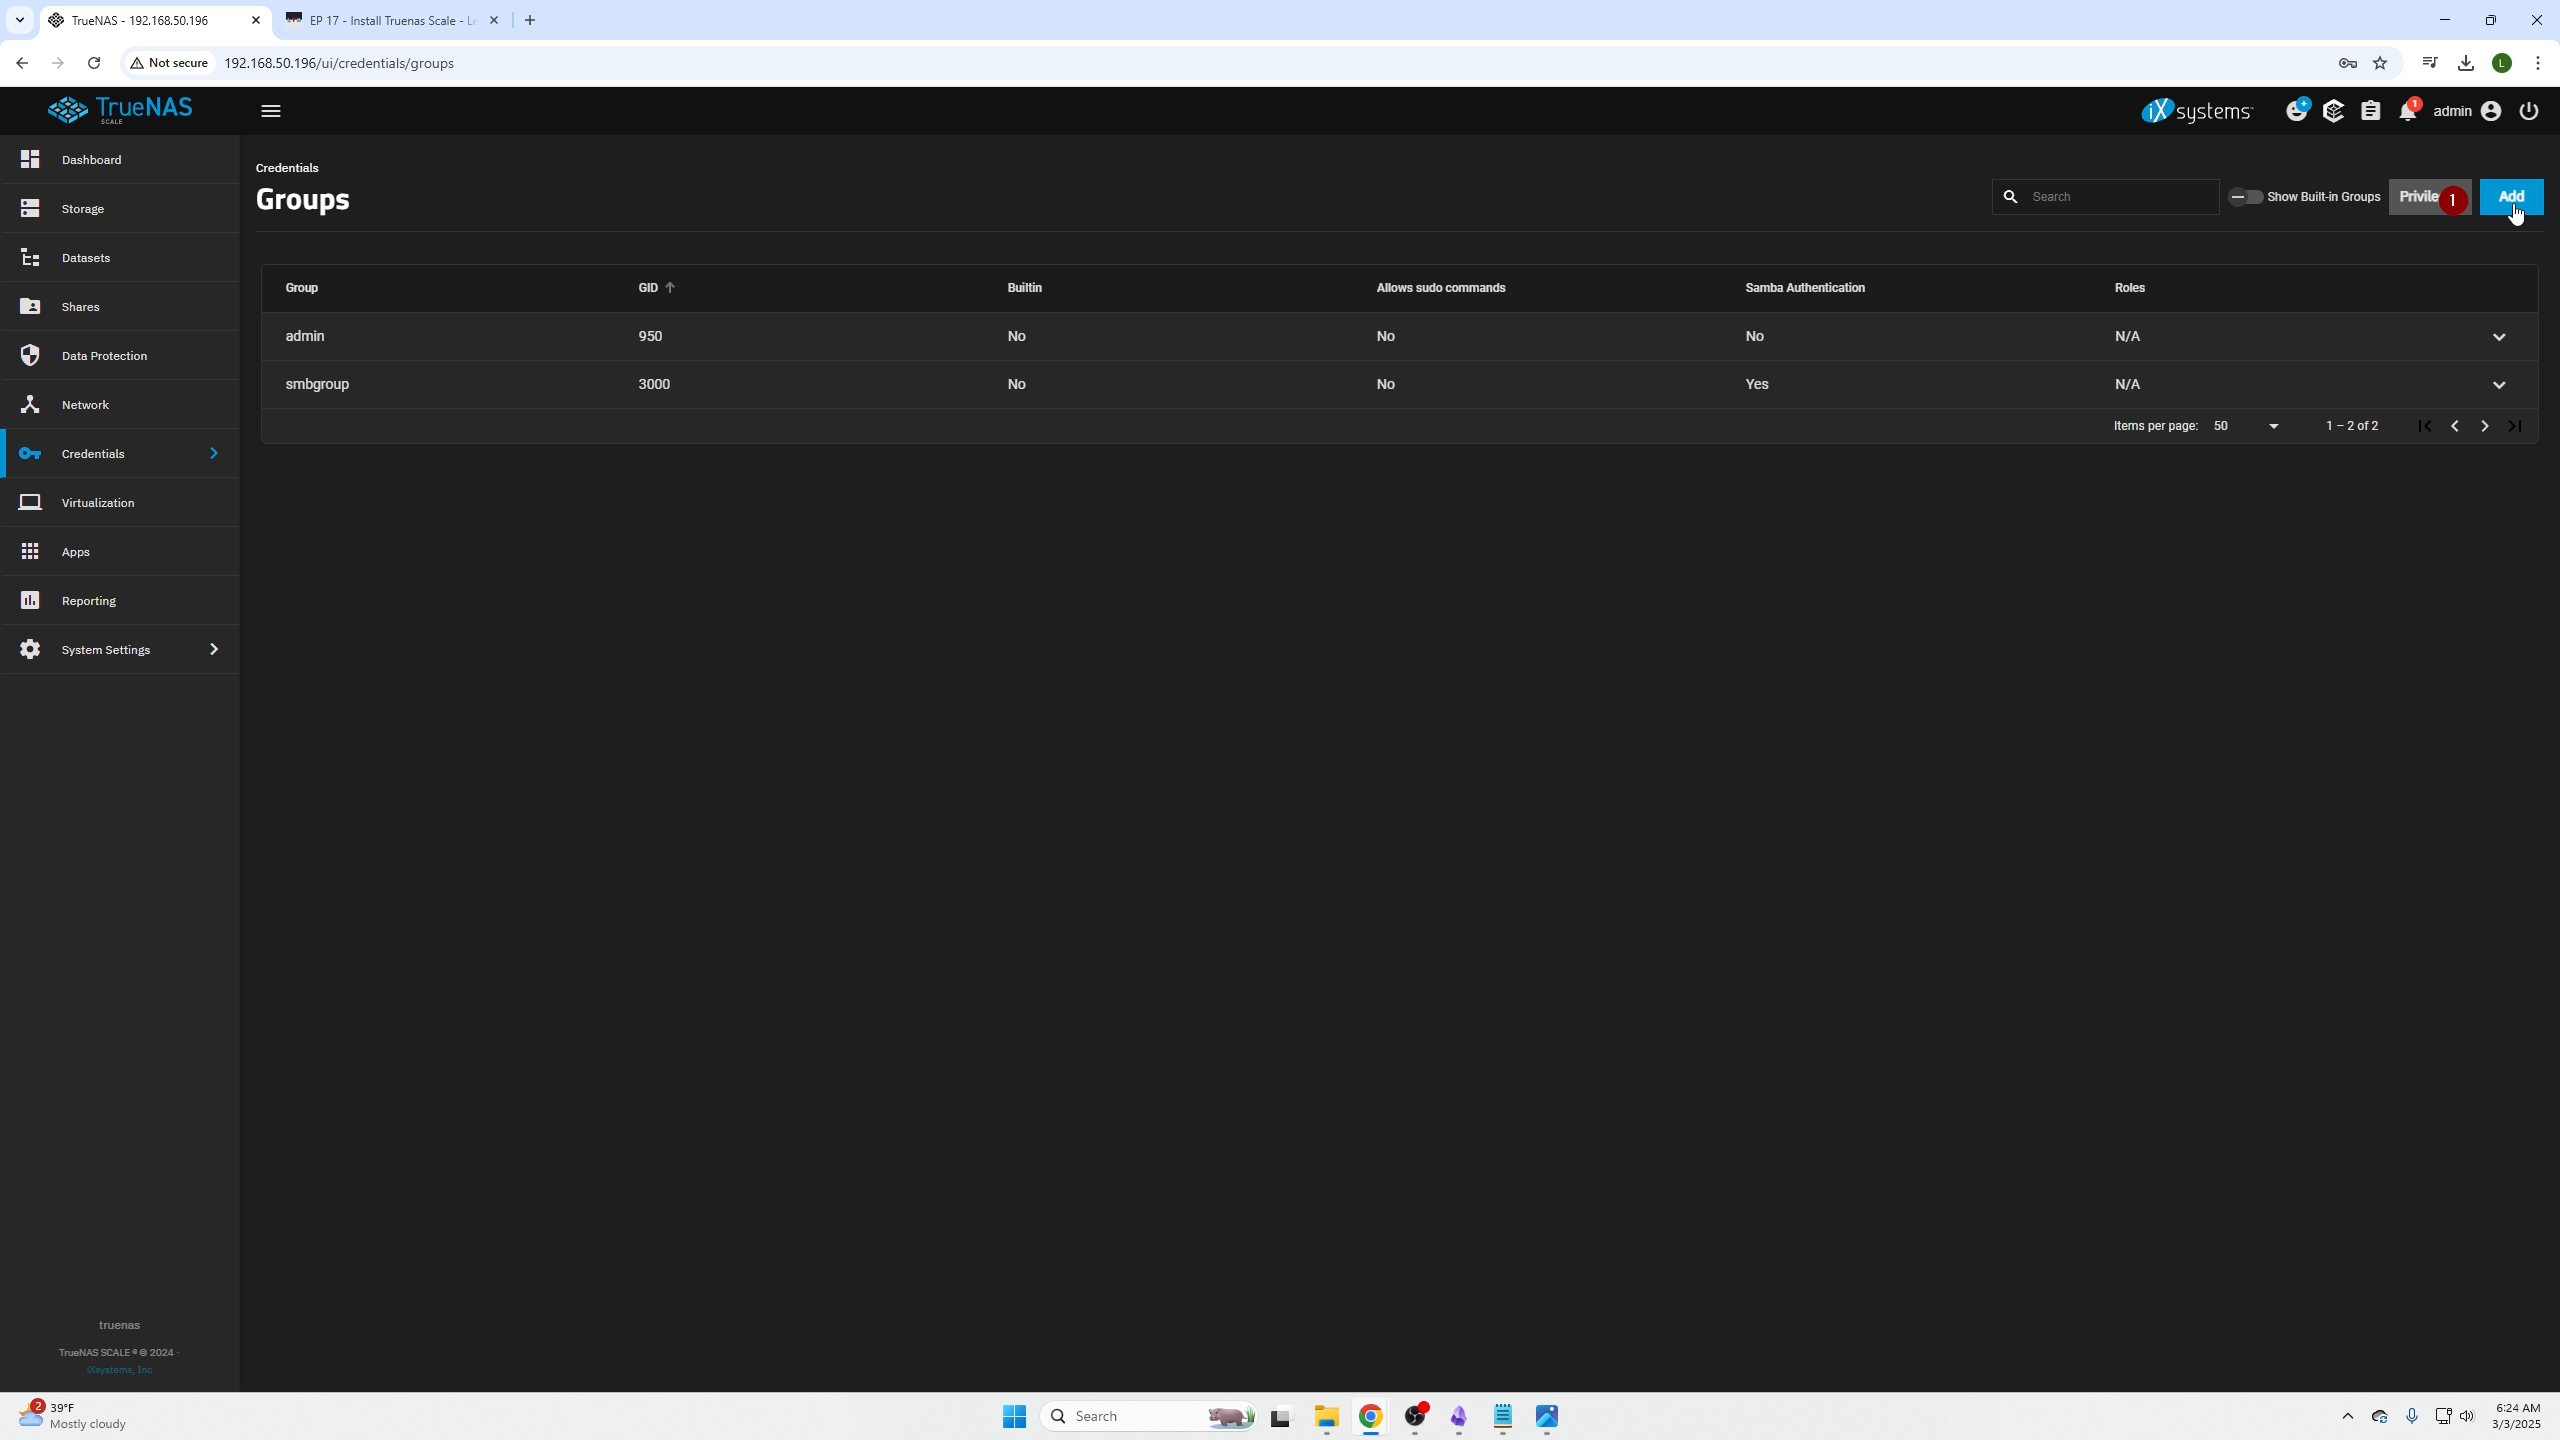 TrueNAS - 192.168.50.196
EP 17 - Install Truenas Scale - L
Not secure
192.168.50.196/ui/credentials/groups
L
TrueNAS
SCALE
iX systems
1
admin
Dashboard
Storage
Datasets
Shares
Data Protection
Network
Credentials
Virtualization
Apps
Reporting
System Settings
Credentials
Groups
Search
Show Built-in Groups
Privile
1
Add
Group GID Builtin Allows sudo commands Samba Authentication Roles
admin 950 No No No N/A
smbgroup 3000 No No Yes N/A
Items per page: 50 1 – 2 of 2
truenas
TrueNAS SCALE ® © 2024 -
iXsystems, Inc
2
39°F
Mostly cloudy
Search
6:24 AM
3/3/2025